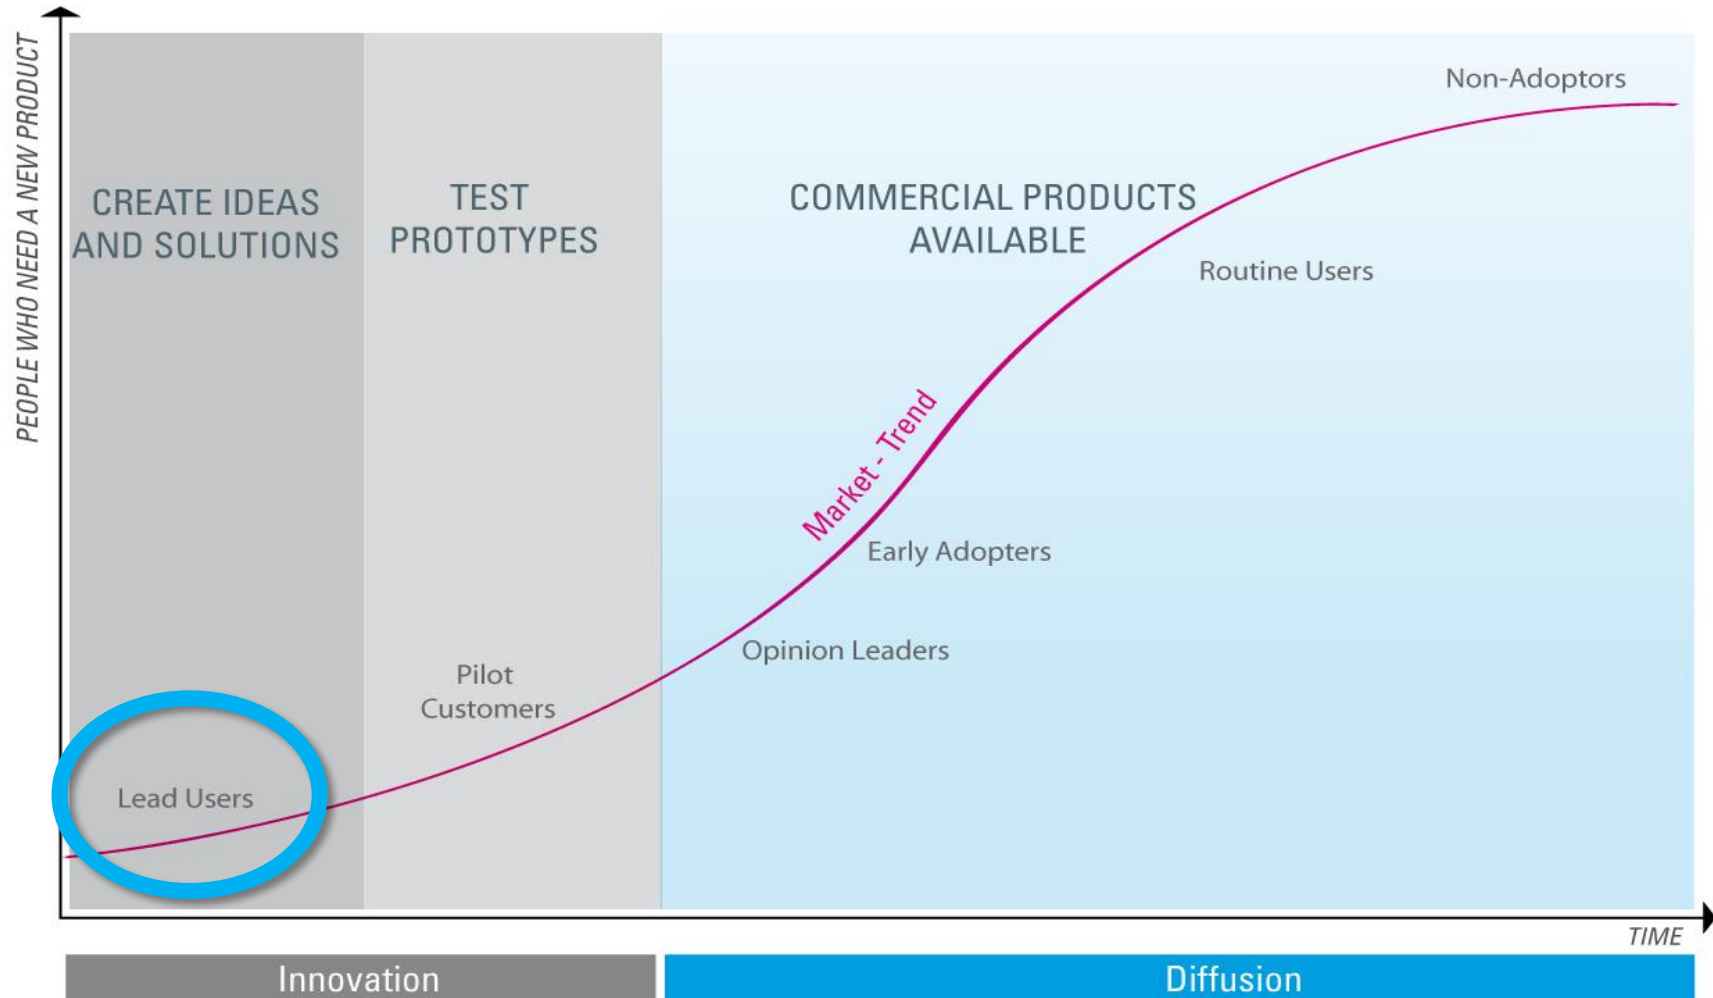 PEOPLE WHO NEED A NEW PRODUCT
CREATE IDEAS
AND SOLUTIONS
TEST
PROTOTYPES
COMMERCIAL PRODUCTS
AVAILABLE
Non-Adoptors
Routine Users
Market - Trend
Early Adopters
Opinion Leaders
Pilot
Customers
Lead Users
TIME
Innovation
Diffusion